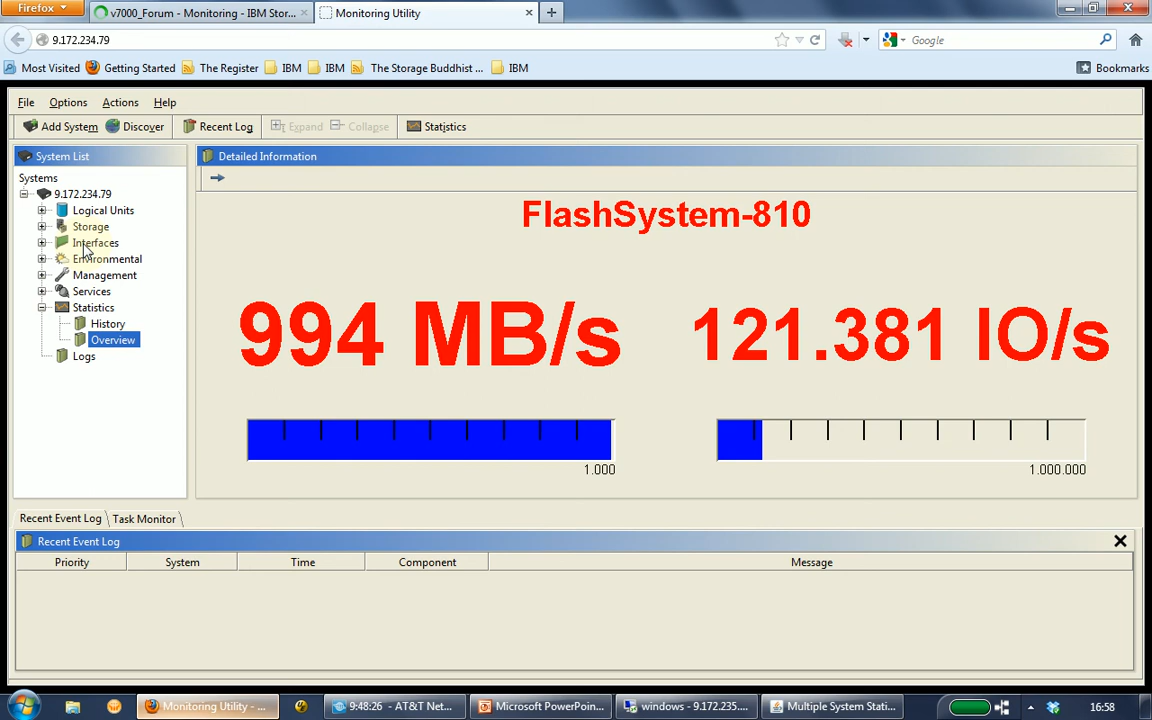 Firefox
v7000_Forum - Monitoring - IBM Stor...
Monitoring Utility
9.172.234.79
Google
Most Visited
Getting Started
The Register
IBM
IBM
The Storage Buddhist ...
IBM
Bookmarks
File Options Actions Help
Add System Discover Recent Log Expand Collapse Statistics
System List
Detailed Information
Systems
9.172.234.79
Logical Units
Storage
Interfaces
Environmental
Management
Services
Statistics
History
Overview
Logs
FlashSystem-810
994 MB/s
121.381 IO/s
1.000
1.000.000
Recent Event Log
Task Monitor
Recent Event Log
Priority System Time Component Message
Monitoring Utility - ...
9:48:26 - AT&T Net...
Microsoft PowerPoin...
windows - 9.172.235....
Multiple System Stati...
16:58